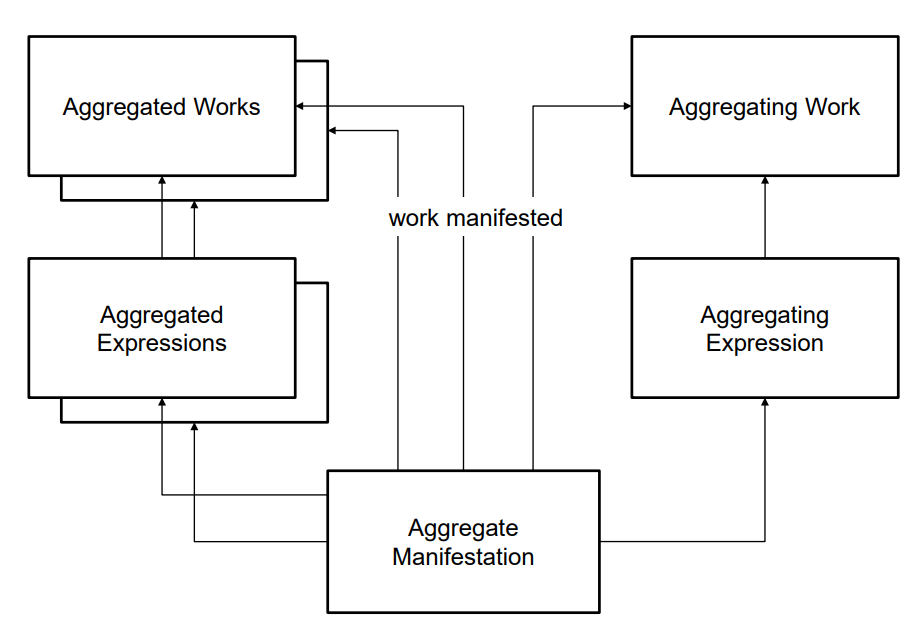 Aggregated Works
Aggregating Work
work manifested
Aggregated
Expressions
Aggregating
Expression
Aggregate
Manifestation